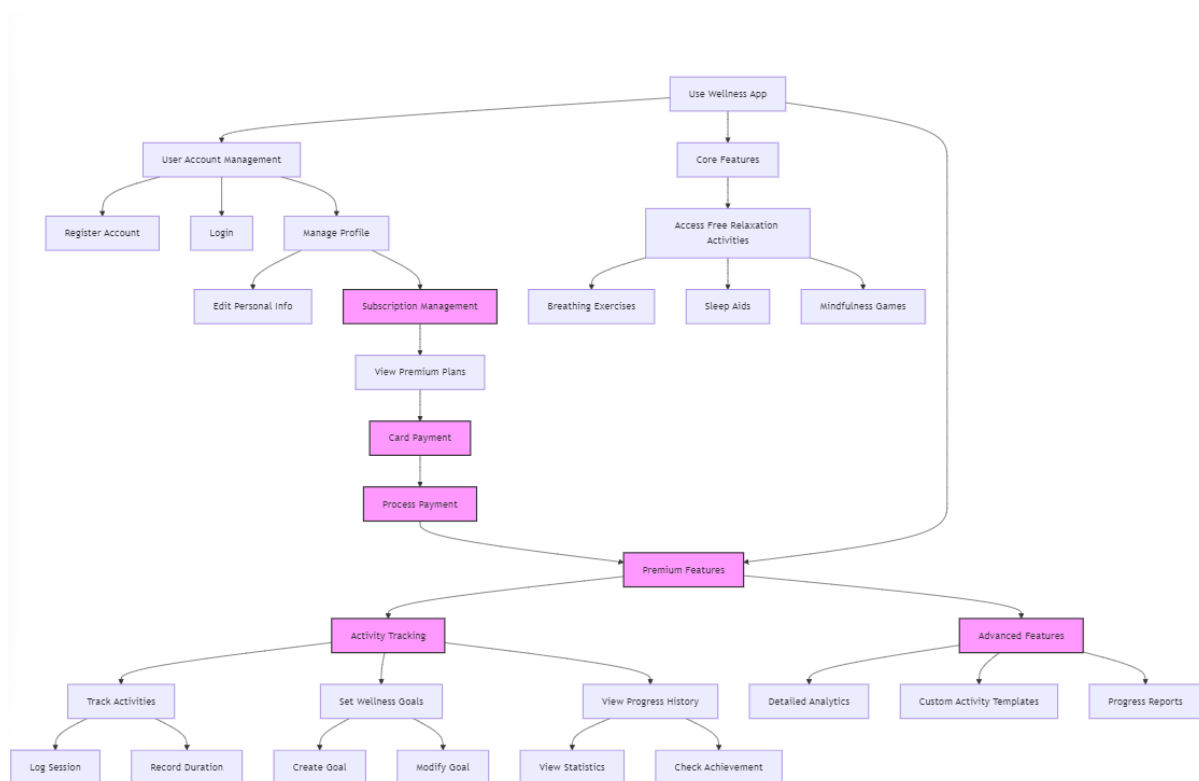 Use Wellness App
User Account Management
Core Features
Register Account
Login
Manage Profile
Access Free Relaxation
Activities
Edit Personal Info
Subscription Management
Breathing Exercises
Sleep Aids
Mindfulness Games
View Premium Plans
Card Payment
Process Payment
Premium Features
Activity Tracking
Advanced Features
Track Activities
Set Wellness Goals
View Progress History
Detailed Analytics
Custom Activity Templates
Progress Reports
Log Session
Record Duration
Create Goal
Modify Goal
View Statistics
Check Achievement